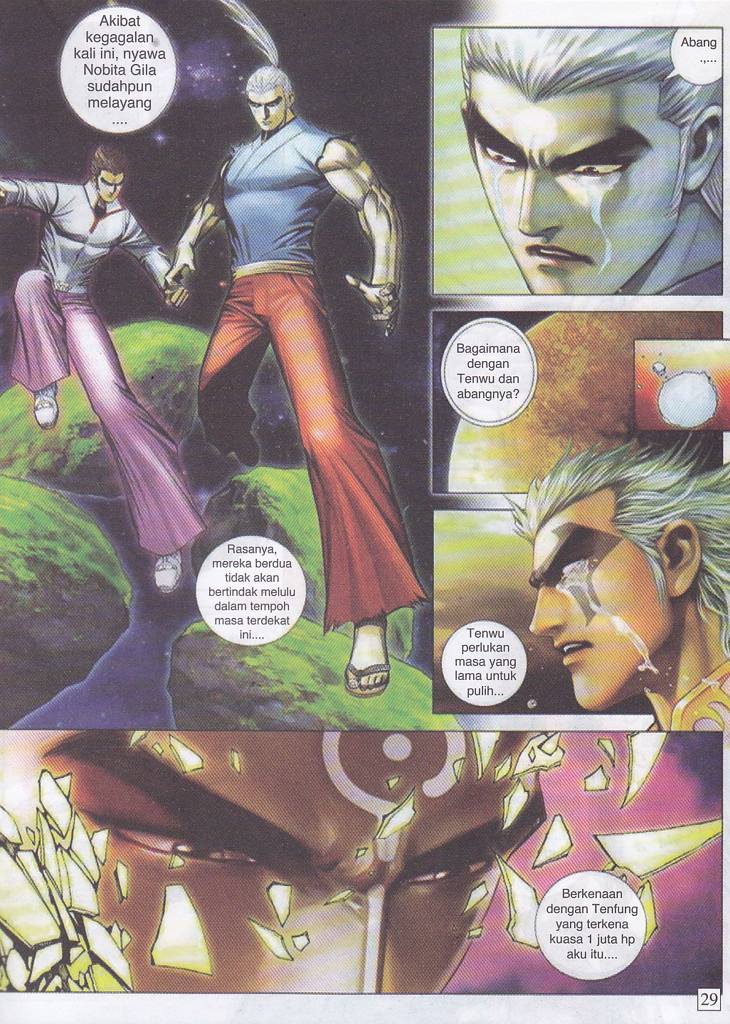 Akibat
kegagalan
kali ini, nyawa
Nobita Gila
sudahpun
melayang
....
Abang
.,...
Bagaimana
dengan
Tenwu dan
abangnya?
Rasanya,
mereka berdua
tidak akan
bertindak melulu
dalam tempoh
masa terdekat
ini....
Tenwu
perlukan
masa yang
lama untuk
pulih...
Berkenaan
dengan Tenfung
yang terkena
kuasa 1 juta hp
aku itu....
29